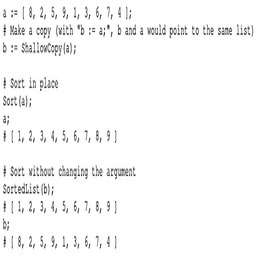 a := [ 8, 2, 5, 9, 1, 3, 6, 7, 4 ];
# Make a copy (with "b := a;", b and a would point to the same list)
b := ShallowCopy(a);

# Sort in place
Sort(a);
a;
# [ 1, 2, 3, 4, 5, 6, 7, 8, 9 ]

# Sort without changing the argument
SortedList(b);
# [ 1, 2, 3, 4, 5, 6, 7, 8, 9 ]
b;
# [ 8, 2, 5, 9, 1, 3, 6, 7, 4 ]